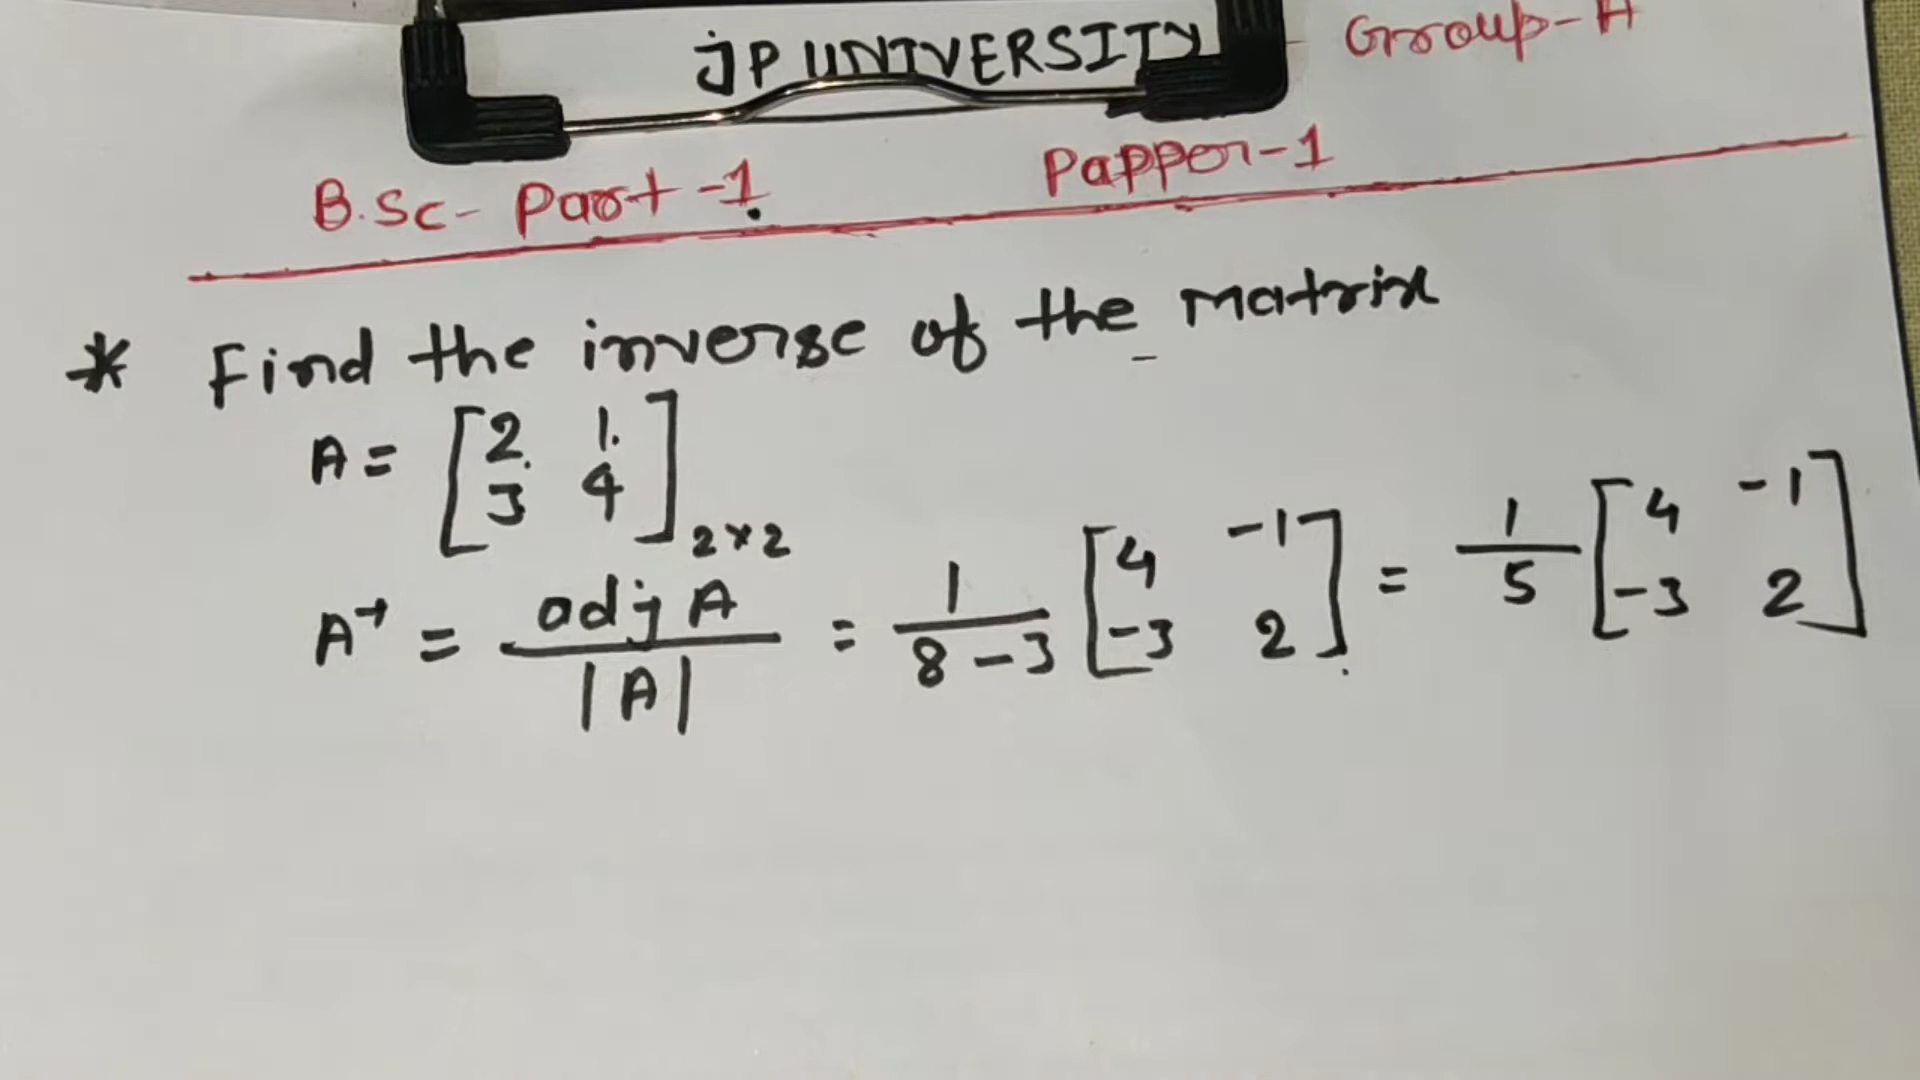 JP UNIVERSITY
Group-A
B.Sc- Part-1 Papper-1
* Find the inverse of the matrix
A = [2 1
3 4]2×2
A⁻¹ = adj A / |A| = 1/(8-3) [4 -1
-3 2] = 1/5 [4 -1
-3 2]